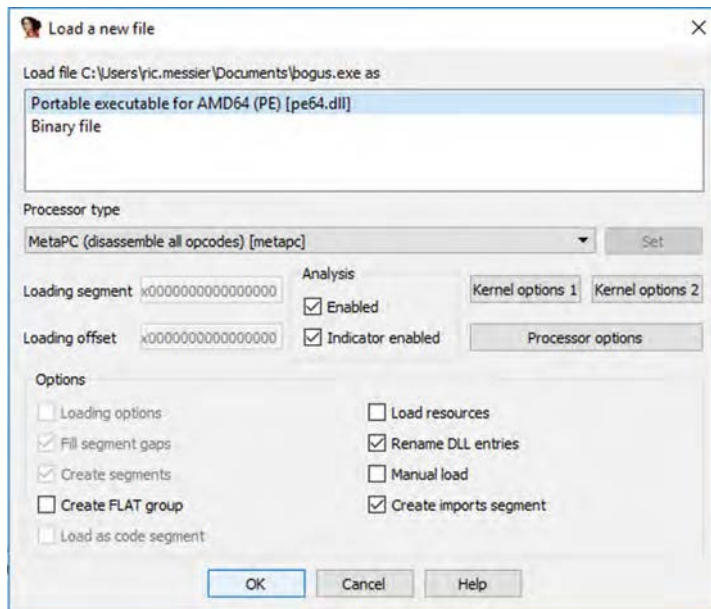 Load a new file
Load file C:\Users\ric.messier\Documents\bogus.exe as
Portable executable for AMD64 (PE) [pe64.dll]
Binary file
Processor type
MetaPC (disassemble all opcodes) [metapc]
Set
Analysis
Loading segment x0000000000000000
Enabled
Kernel options 1 Kernel options 2
Loading offset x0000000000000000
Indicator enabled
Processor options
Options
Loading options
Load resources
Fill segment gaps
Rename DLL entries
Create segments
Manual load
Create FLAT group
Create imports segment
Load as code segment
OK Cancel Help